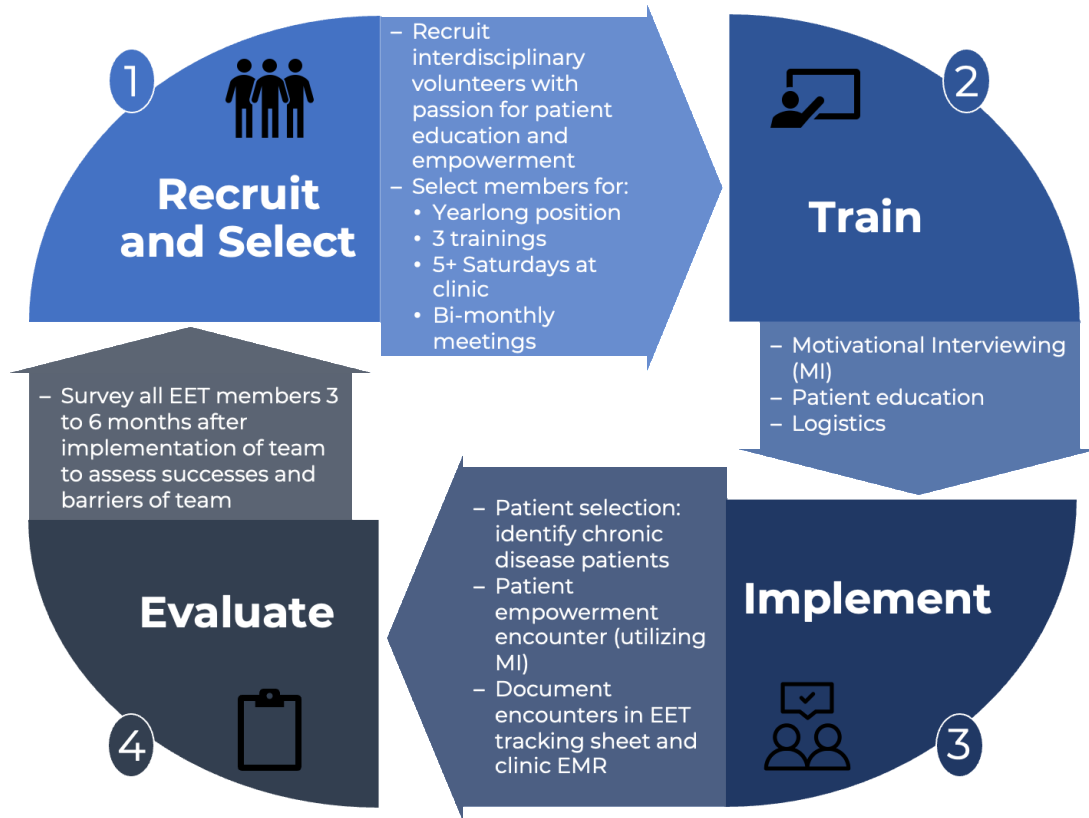 1
Recruit
and Select
– Recruit
interdisciplinary
volunteers with
passion for patient
education and
empowerment
– Select members for:
• Yearlong position
• 3 trainings
• 5+ Saturdays at
clinic
• Bi-monthly
meetings
2
Train
– Motivational Interviewing
(MI)
– Patient education
– Logistics
3
Implement
– Patient selection:
identify chronic
disease patients
– Patient
empowerment
encounter (utilizing
MI)
– Document
encounters in EET
tracking sheet and
clinic EMR
4
Evaluate
– Survey all EET members 3
to 6 months after
implementation of team
to assess successes and
barriers of team